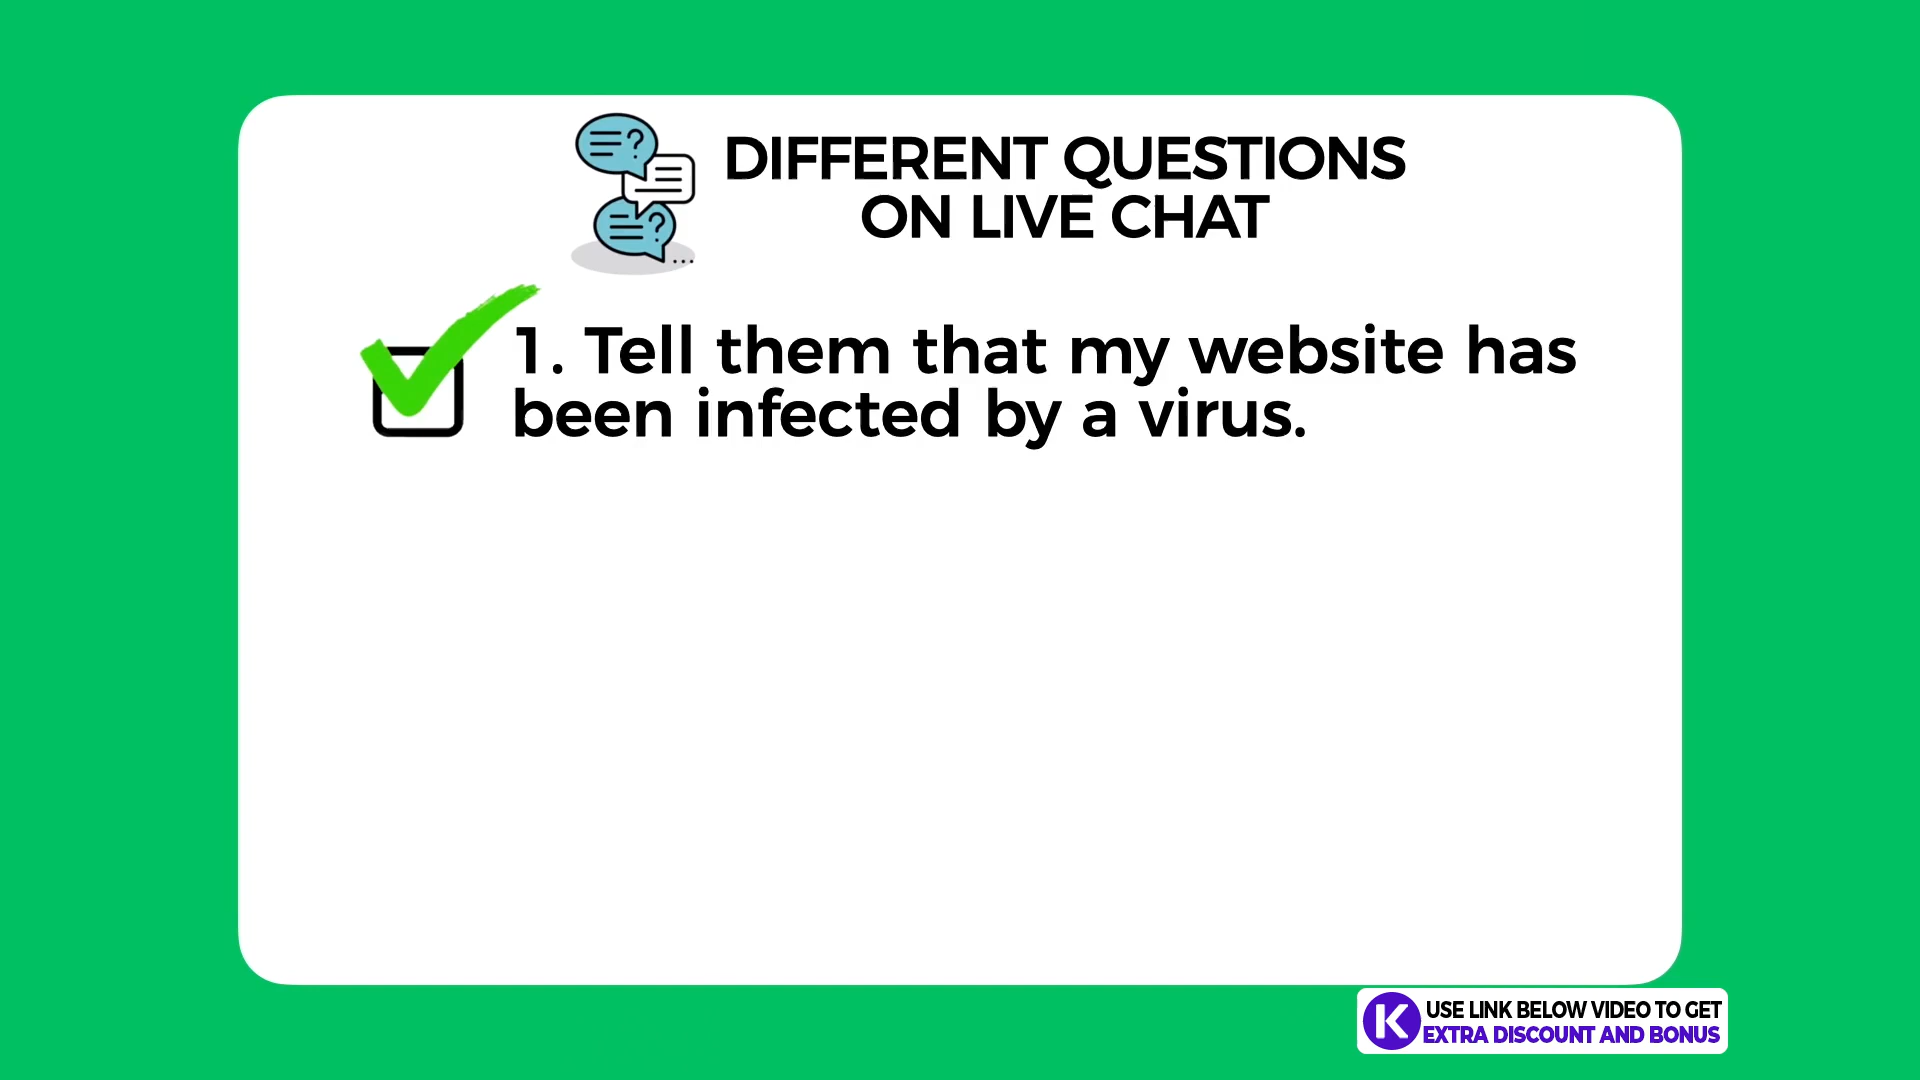 DIFFERENT QUESTIONS
ON LIVE CHAT
1. Tell them that my website has
been infected by a virus.
K
USE LINK BELOW VIDEO TO GET
EXTRA DISCOUNT AND BONUS